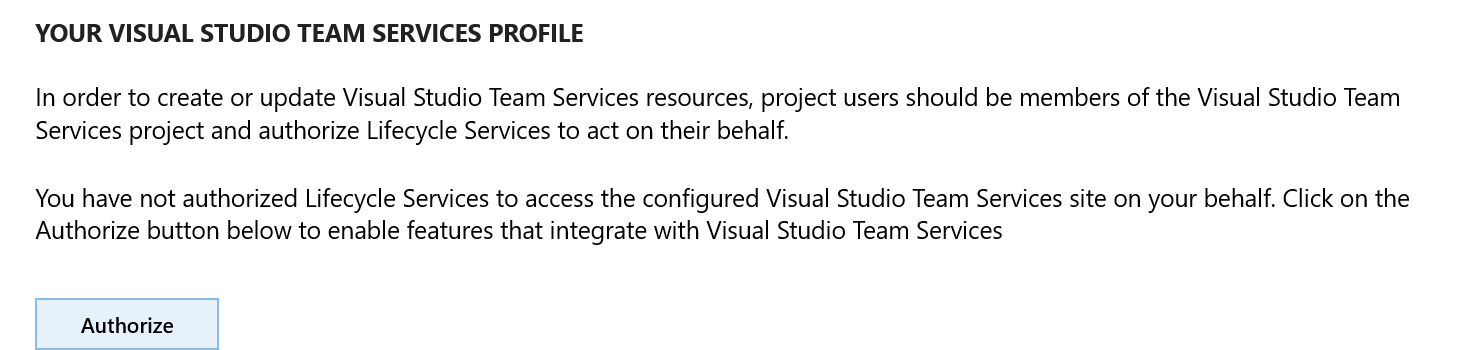 YOUR VISUAL STUDIO TEAM SERVICES PROFILE
In order to create or update Visual Studio Team Services resources, project users should be members of the Visual Studio Team
Services project and authorize Lifecycle Services to act on their behalf.
You have not authorized Lifecycle Services to access the configured Visual Studio Team Services site on your behalf. Click on the
Authorize button below to enable features that integrate with Visual Studio Team Services
Authorize